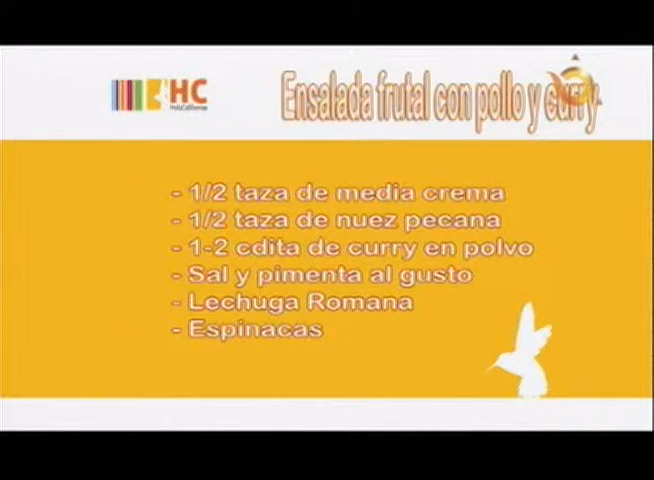 HC
Ensalada frutal con pollo y curry
- 1/2 taza de media crema
- 1/2 taza de nuez pecana
- 1-2 cdita de curry en polvo
- Sal y pimenta al gusto
- Lechuga Romana
- Espinacas